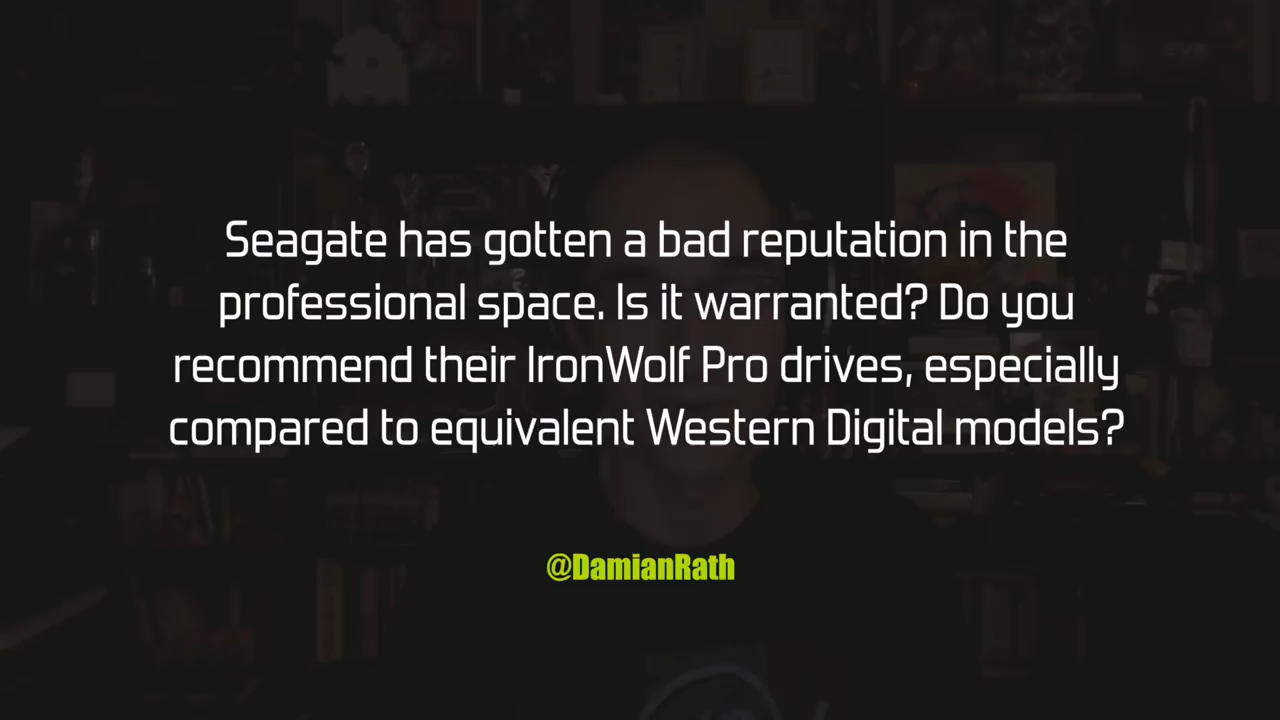 Seagate has gotten a bad reputation in the
professional space. Is it warranted? Do you
recommend their IronWolf Pro drives, especially
compared to equivalent Western Digital models?
@DamianRath